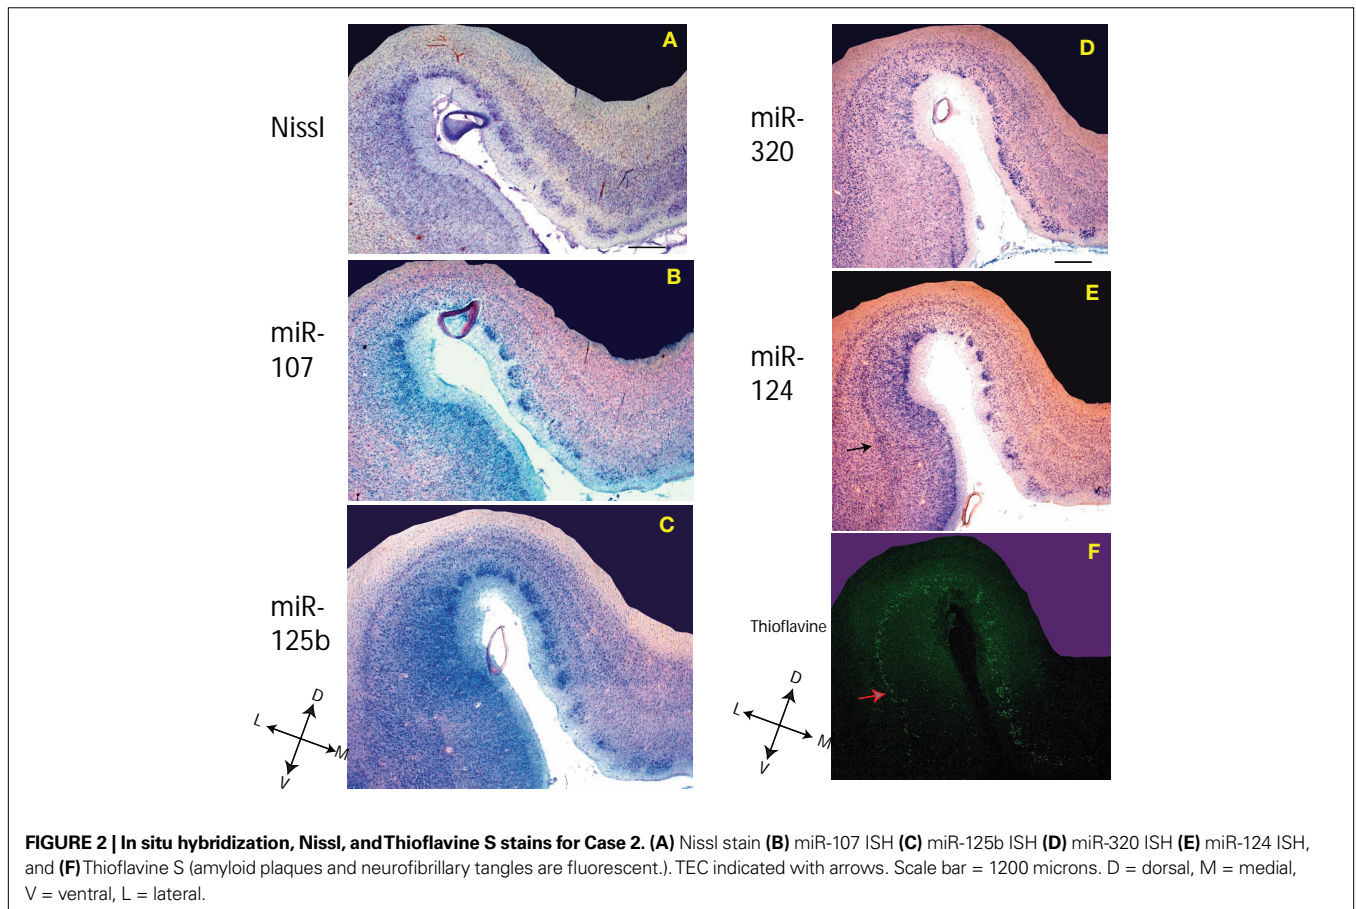 Nissl
A
miR-
107
B
miR-
125b
C
D
L
M
V
miR-
320
D
miR-
124
E
Thioflavine
F
D
L
M
V
FIGURE 2 | In situ hybridization, Nissl, and Thioflavine S stains for Case 2. (A) Nissl stain (B) miR-107 ISH (C) miR-125b ISH (D) miR-320 ISH (E) miR-124 ISH,
and (F) Thioflavine S (amyloid plaques and neurofibrillary tangles are fluorescent.). TEC indicated with arrows. Scale bar = 1200 microns. D = dorsal, M = medial,
V = ventral, L = lateral.